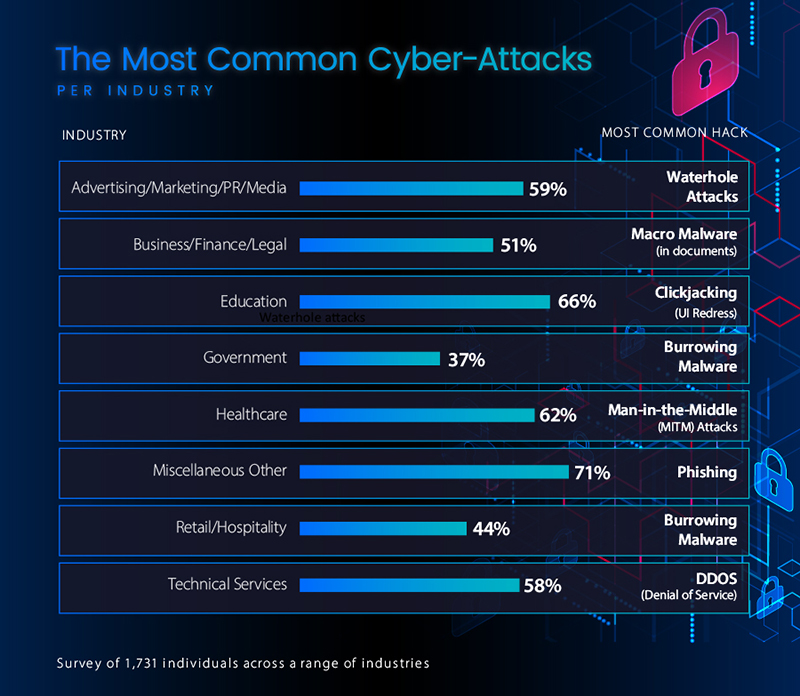 The Most Common Cyber-Attacks
PER INDUSTRY
INDUSTRY
MOST COMMON HACK
Advertising/Marketing/PR/Media 59% Waterhole
Attacks
Business/Finance/Legal 51% Macro Malware
(in documents)
Education 66% Clickjacking
(UI Redress)
Waterhole attacks
Government 37% Burrowing
Malware
Healthcare 62% Man-in-the-Middle
(MITM) Attacks
Miscellaneous Other 71% Phishing
Retail/Hospitality 44% Burrowing
Malware
Technical Services 58% DDOS
(Denial of Service)
Survey of 1,731 individuals across a range of industries